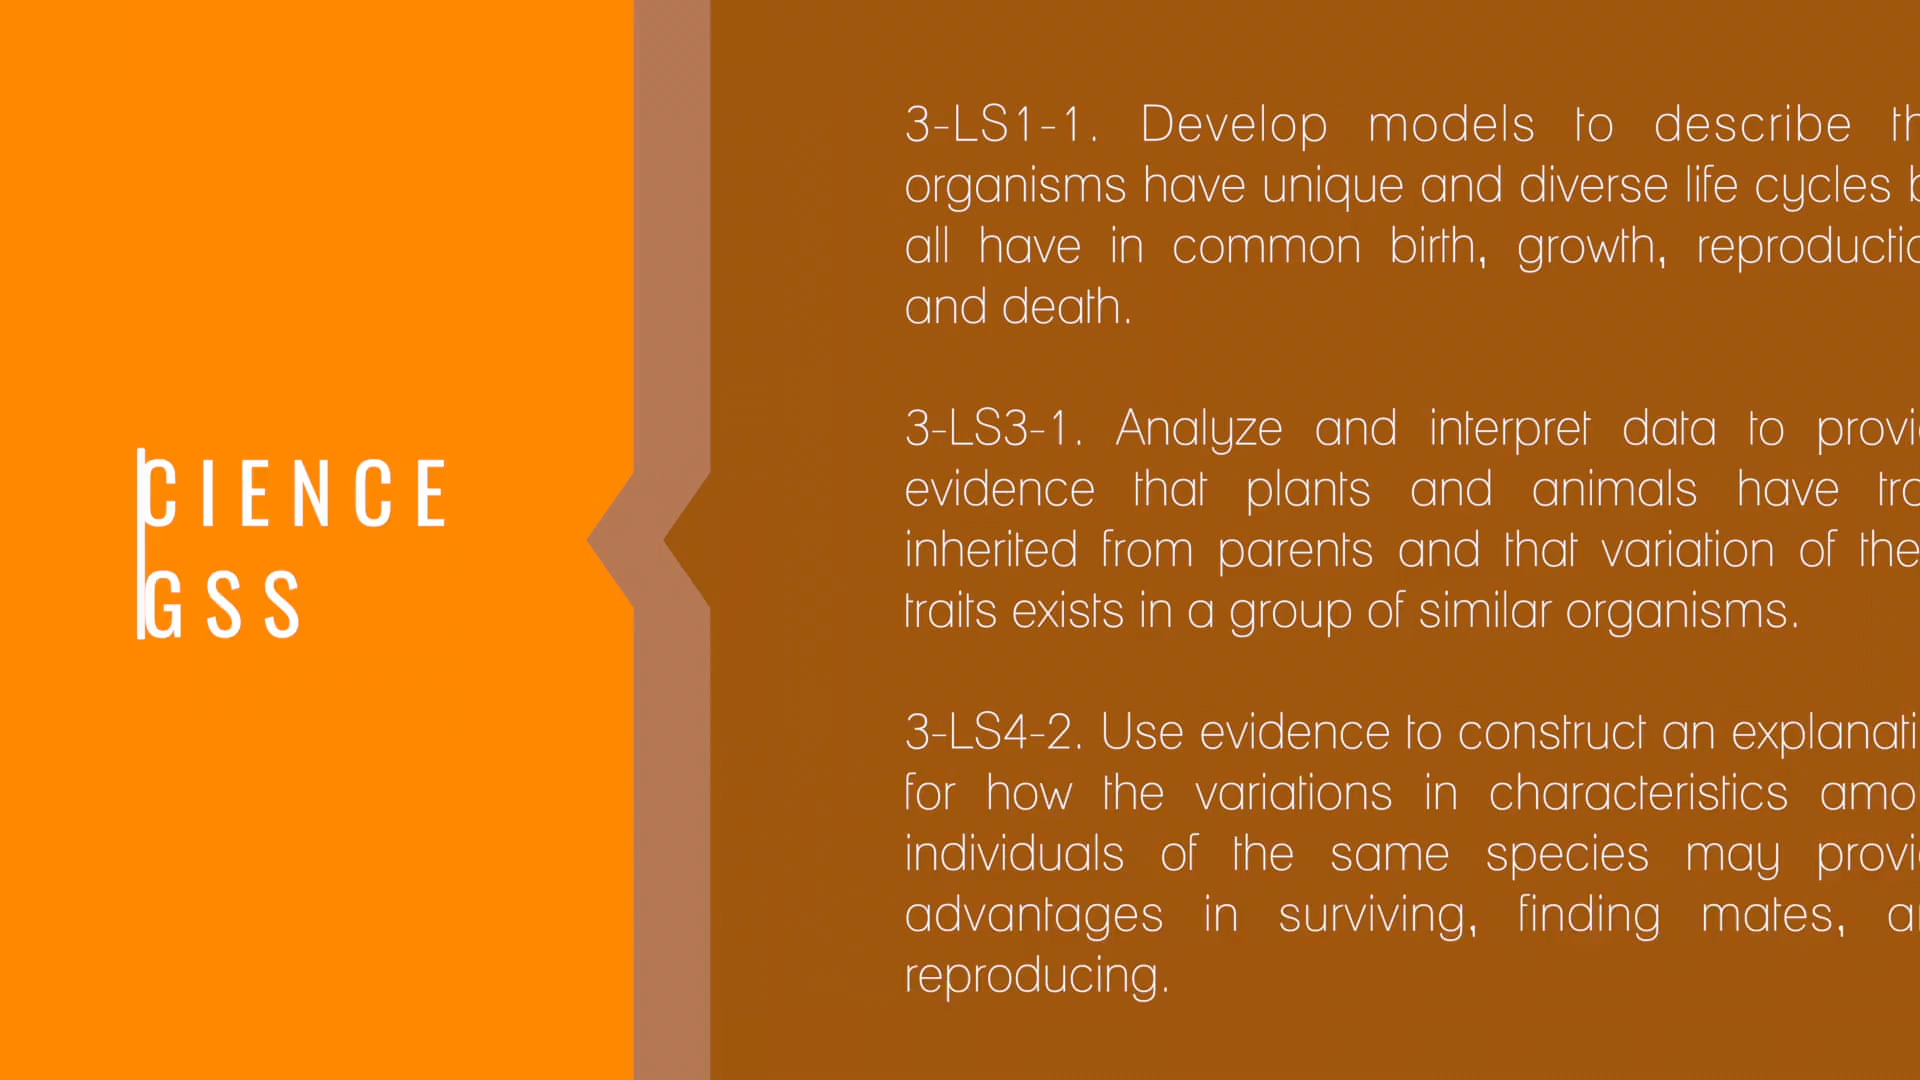 CIENCE
GSS
3-LS1-1. Develop models to describe th
organisms have unique and diverse life cycles b
all have in common birth, growth, reproductio
and death.
3-LS3-1. Analyze and interpret data to provi
evidence that plants and animals have tra
inherited from parents and that variation of the
traits exists in a group of similar organisms.
3-LS4-2. Use evidence to construct an explanati
for how the variations in characteristics amo
individuals of the same species may provi
advantages in surviving, finding mates, an
reproducing.